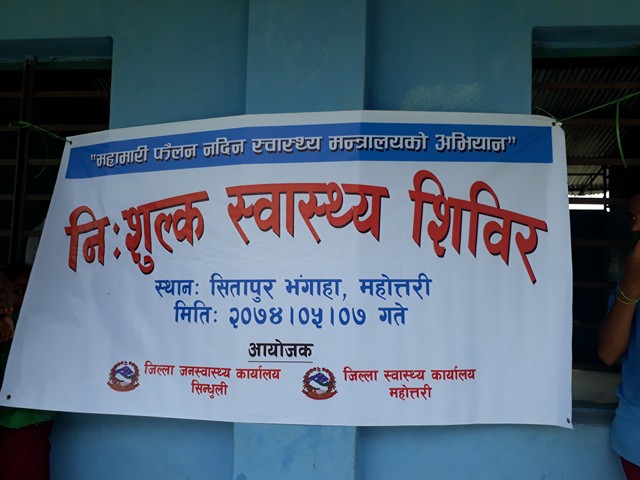 "महामारी फैलन नदिन स्वास्थ्य मन्त्रालयको अभियान"
नि:शुल्क स्वास्थ्य शिविर
स्थान: सितापुर भंगाहा, महोत्तरी
मिति: २०७४।०५।०७ गते
आयोजक
जिल्ला जनस्वास्थ्य कार्यालय
सिन्धुली
जिल्ला स्वास्थ्य कार्यालय
महोत्तरी